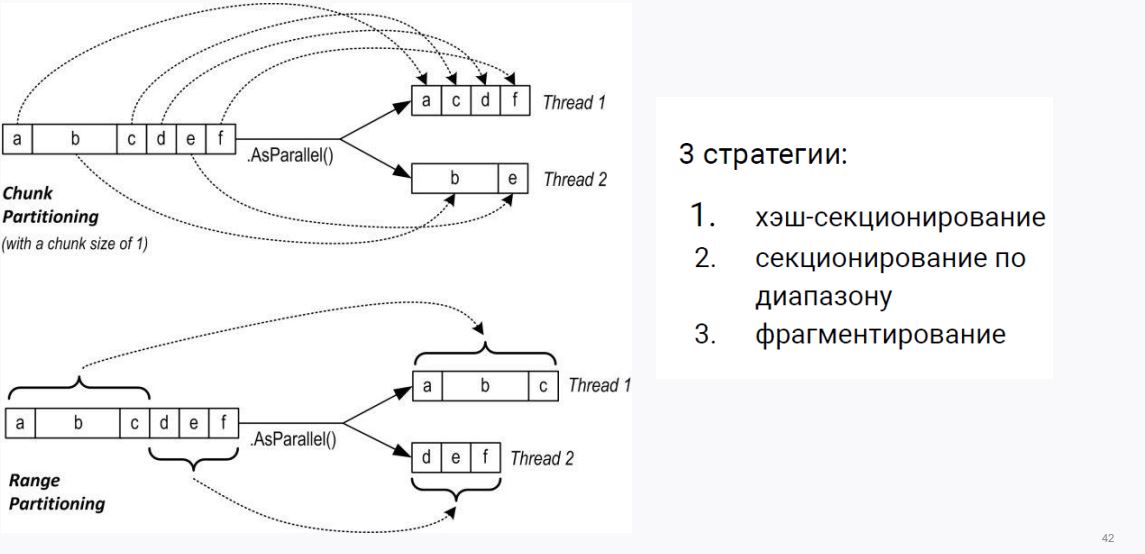 a c d f Thread 1
a b c d e f
.AsParallel()
b e Thread 2
Chunk
Partitioning
(with a chunk size of 1)
a b c Thread 1
a b c d e f
.AsParallel()
d e f Thread 2
Range
Partitioning
3 стратегии:
1. хэш-секционирование
2. секционирование по
диапазону
3. фрагментирование
42